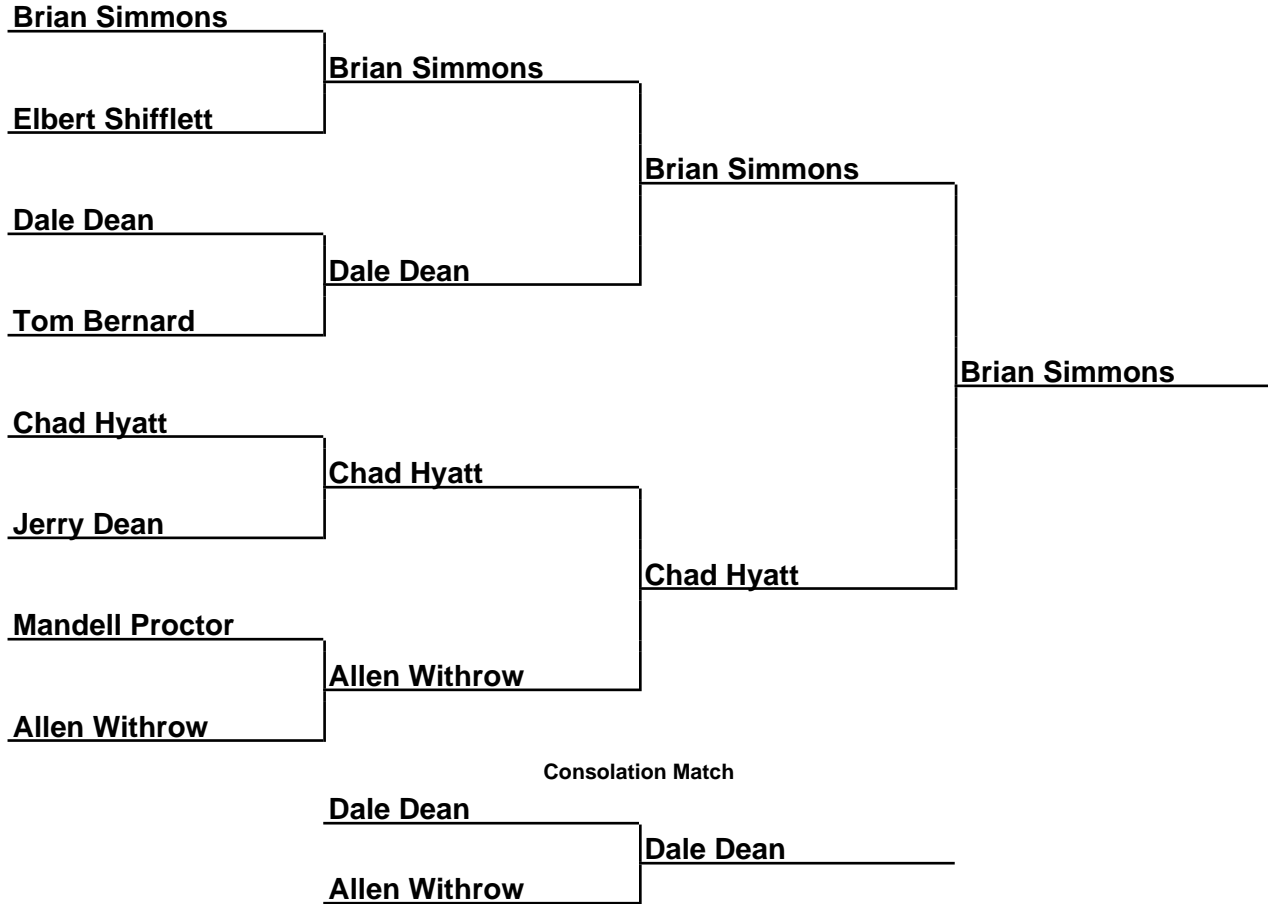 Brian Simmons
Brian Simmons
Elbert Shifflett
Brian Simmons
Dale Dean
Dale Dean
Tom Bernard
Brian Simmons
Chad Hyatt
Chad Hyatt
Jerry Dean
Chad Hyatt
Mandell Proctor
Allen Withrow
Allen Withrow
Consolation Match
Dale Dean
Dale Dean
Allen Withrow